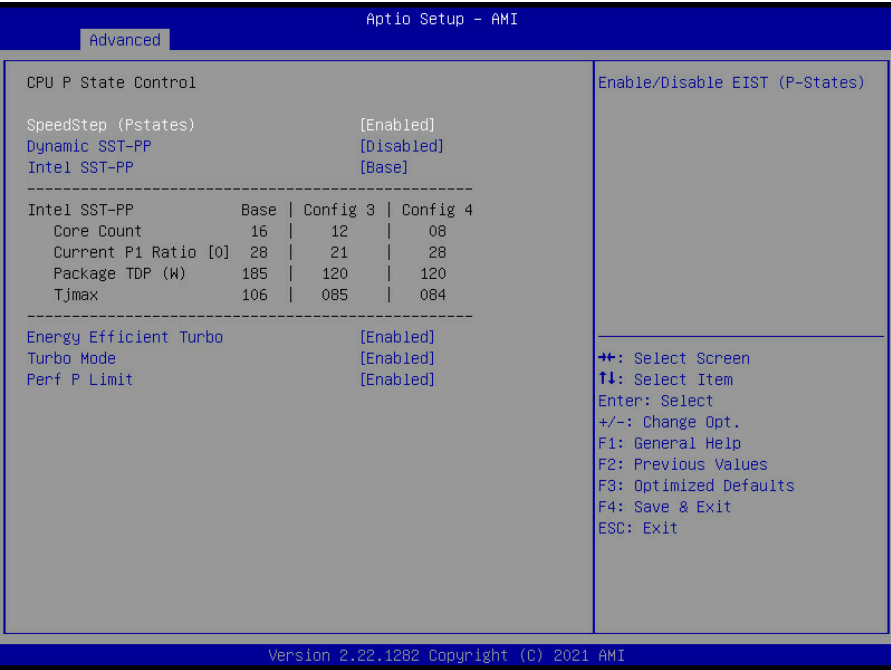 Aptio Setup – AMI
Advanced
CPU P State Control
Enable/Disable EIST (P-States)
SpeedStep (Pstates) [Enabled]
Dynamic SST-PP [Disabled]
Intel SST-PP [Base]
------------------------------------------------
Intel SST-PP Base | Config 3 | Config 4
Core Count 16 | 12 | 08
Current P1 Ratio [0] 28 | 21 | 28
Package TDP (W) 185 | 120 | 120
Tjmax 106 | 085 | 084
------------------------------------------------
Energy Efficient Turbo [Enabled]
Turbo Mode [Enabled]
Perf P Limit [Enabled]
→←: Select Screen
↑↓: Select Item
Enter: Select
+/-: Change Opt.
F1: General Help
F2: Previous Values
F3: Optimized Defaults
F4: Save & Exit
ESC: Exit
Version 2.22.1282 Copyright (C) 2021 AMI